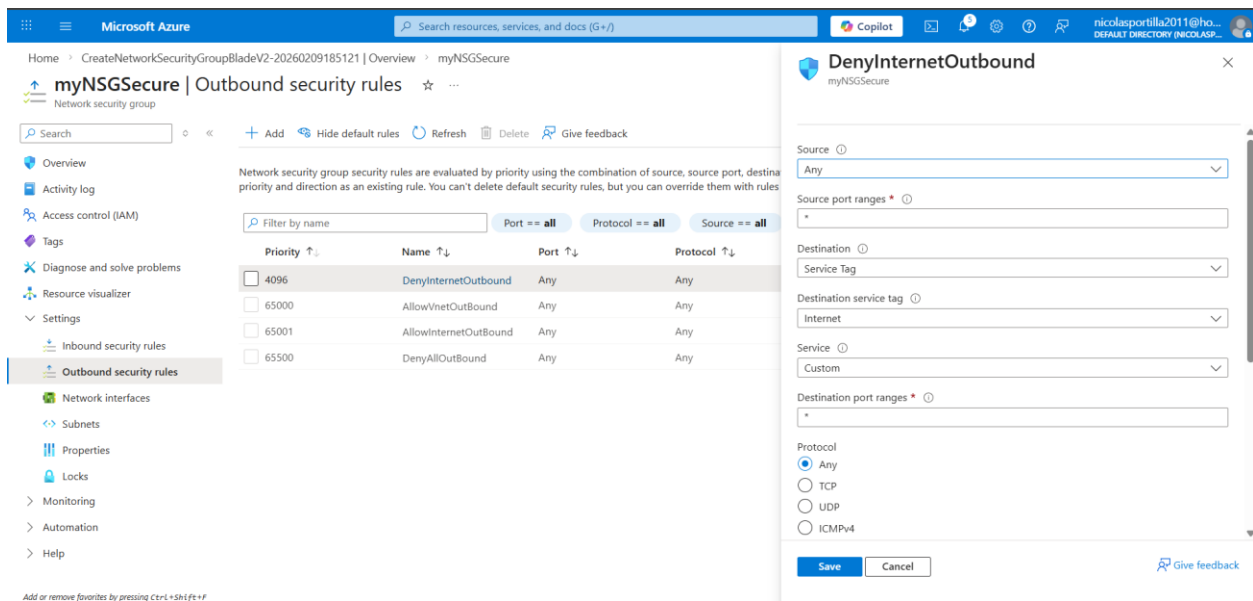 Microsoft Azure
Search resources, services, and docs (G+/)
Copilot
5
nicolasportilla2011@ho...
DEFAULT DIRECTORY (NICOLASP...
Home > CreateNetworkSecurityGroupBladeV2-20260209185121 | Overview > myNSGSecure
myNSGSecure | Outbound security rules
Network security group
Search
Overview
Activity log
Access control (IAM)
Tags
Diagnose and solve problems
Resource visualizer
Settings
Inbound security rules
Outbound security rules
Network interfaces
Subnets
Properties
Locks
Monitoring
Automation
Help
Add or remove favorites by pressing Ctrl+Shift+F
Add Hide default rules Refresh Delete Give feedback
Network security group security rules are evaluated by priority using the combination of source, source port, destina
priority and direction as an existing rule. You can't delete default security rules, but you can override them with rules
Filter by name Port == all Protocol == all Source == all
Priority Name Port Protocol
4096 DenyInternetOutbound Any Any
65000 AllowVnetOutBound Any Any
65001 AllowInternetOutBound Any Any
65500 DenyAllOutBound Any Any
DenyInternetOutbound
myNSGSecure
Source
Any
Source port ranges *
*
Destination
Service Tag
Destination service tag
Internet
Service
Custom
Destination port ranges *
*
Protocol
Any
TCP
UDP
ICMPv4
Save Cancel Give feedback